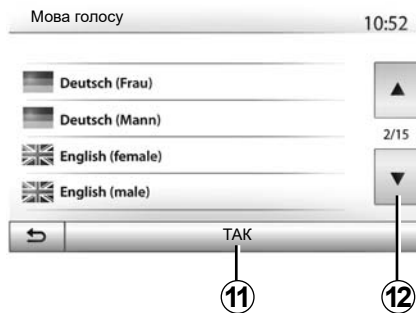 Мова голосу 10:52
Deutsch (Frau)
Deutsch (Mann)
2/15
English (female)
English (male)
ТАК
11 12